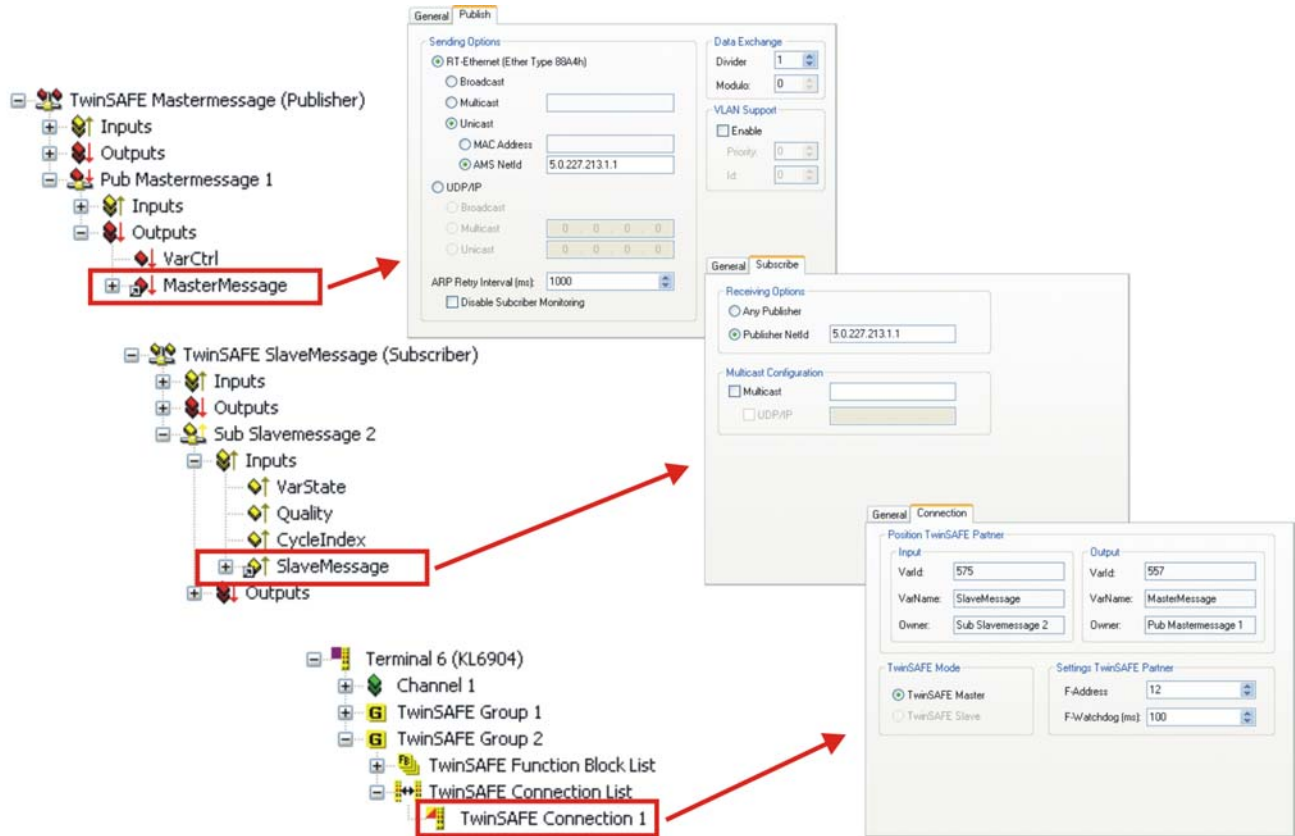 General Publish
Sending Options
RT-Ethernet (Ether Type 88A4h)
Broadcast
Multicast
Unicast
MAC Address
AMS NetId 5.0.227.213.1.1
UDP/IP
Broadcast
Multicast 0 . 0 . 0 . 0
Unicast 0 . 0 . 0 . 0
ARP Retry Interval (ms): 1000
Disable Subcriber Monitoring
Data Exchange
Divider 1
Modulo: 0
VLAN Support
Enable
Priority: 0
Id: 0
TwinSAFE Mastermessage (Publisher)
Inputs
Outputs
Pub Mastermessage 1
Inputs
Outputs
VarCtrl
MasterMessage
General Subscribe
Receiving Options
Any Publisher
Publisher NetId 5.0.227.213.1.1
Multicast Configuration
Multicast
UDP/IP
TwinSAFE SlaveMessage (Subscriber)
Inputs
Outputs
Sub Slavemessage 2
Inputs
VarState
Quality
CycleIndex
SlaveMessage
Outputs
General Connection
Position TwinSAFE Partner
Input
VarId: 575
VarName: SlaveMessage
Owner: Sub Slavemessage 2
Output
VarId: 557
VarName: MasterMessage
Owner: Pub Mastermessage 1
TwinSAFE Mode
TwinSAFE Master
TwinSAFE Slave
Settings TwinSAFE Partner
F-Address 12
F-Watchdog (ms): 100
Terminal 6 (KL6904)
Channel 1
G TwinSAFE Group 1
G TwinSAFE Group 2
FB TwinSAFE Function Block List
TwinSAFE Connection List
TwinSAFE Connection 1